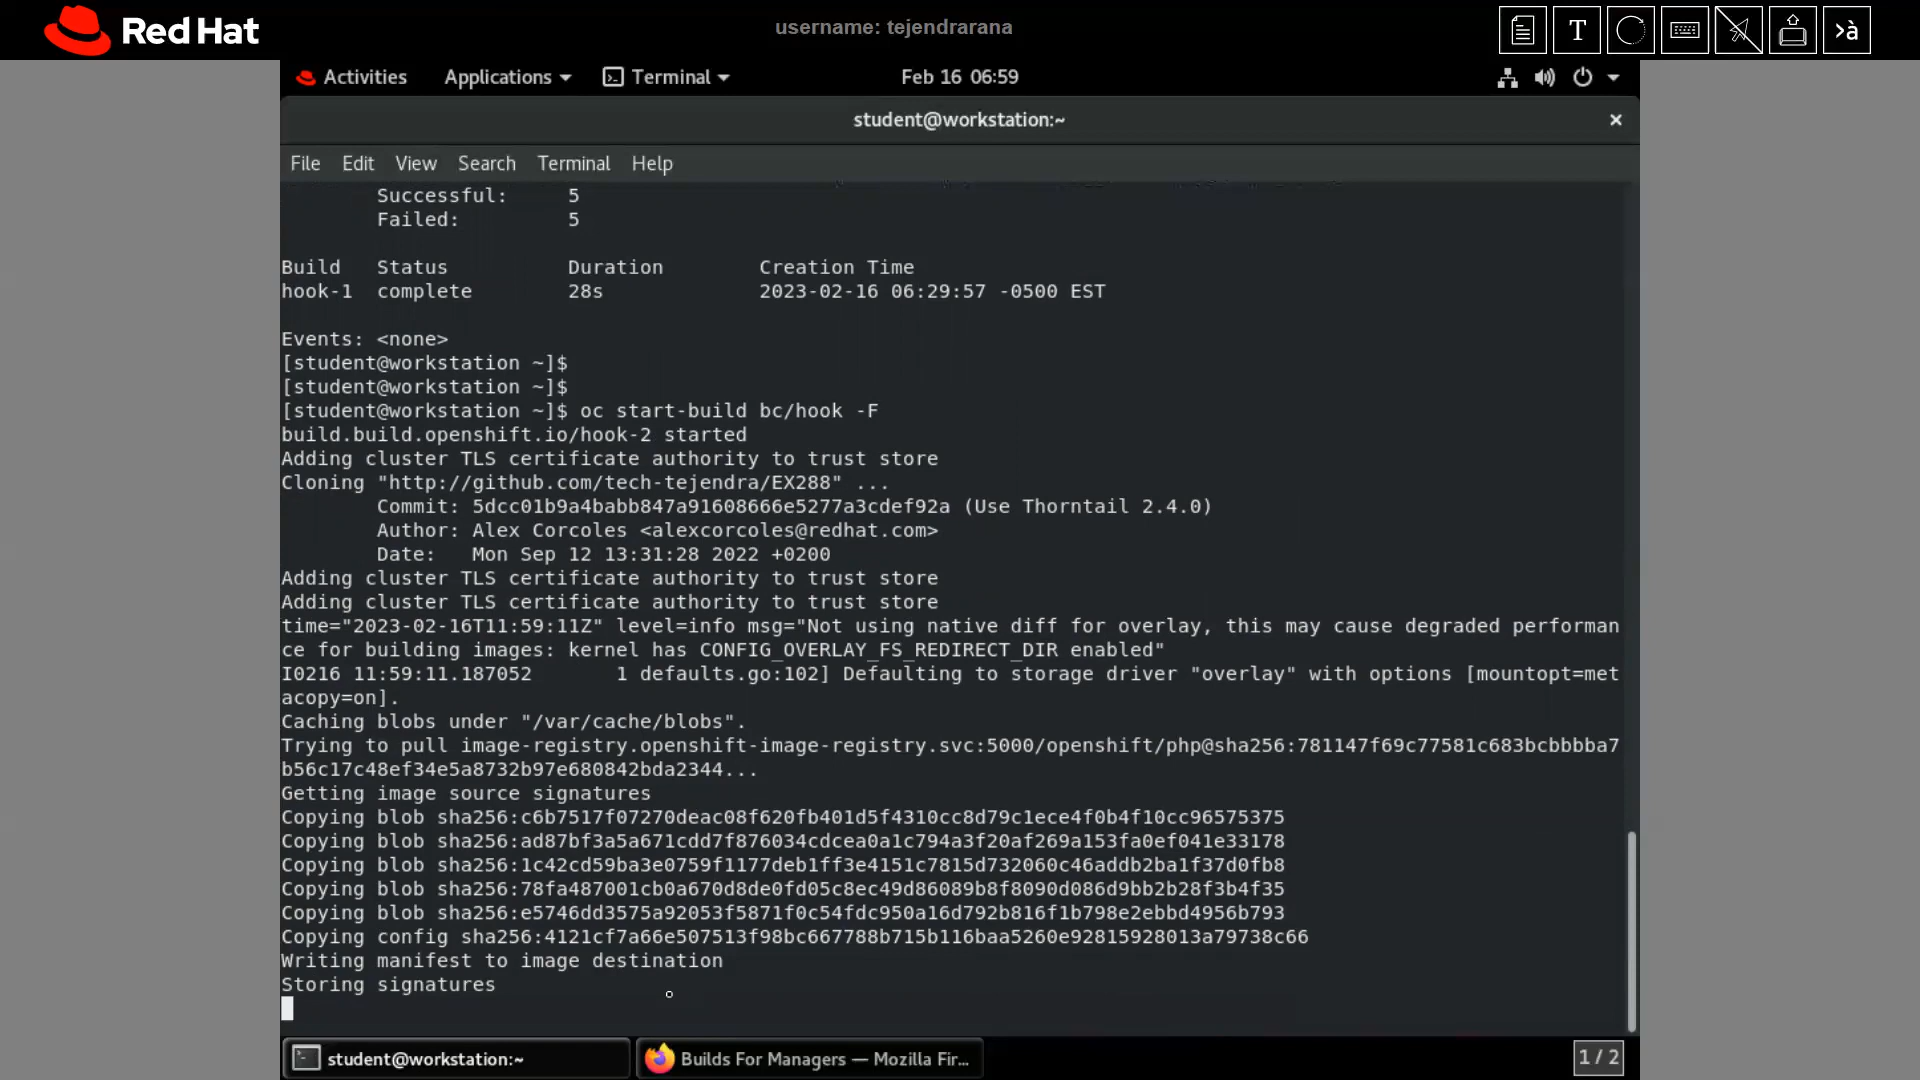 Red Hat
username: tejendrarana
T
>à
Activities Applications Terminal Feb 16 06:59
student@workstation:~ ×
File Edit View Search Terminal Help
Successful: 5
Failed: 5
Build Status Duration Creation Time
hook-1 complete 28s 2023-02-16 06:29:57 -0500 EST
Events: <none>
[student@workstation ~]$
[student@workstation ~]$
[student@workstation ~]$ oc start-build bc/hook -F
build.build.openshift.io/hook-2 started
Adding cluster TLS certificate authority to trust store
Cloning "http://github.com/tech-tejendra/EX288" ...
Commit: 5dcc01b9a4babb847a91608666e5277a3cdef92a (Use Thorntail 2.4.0)
Author: Alex Corcoles <alexcorcoles@redhat.com>
Date: Mon Sep 12 13:31:28 2022 +0200
Adding cluster TLS certificate authority to trust store
Adding cluster TLS certificate authority to trust store
time="2023-02-16T11:59:11Z" level=info msg="Not using native diff for overlay, this may cause degraded performan
ce for building images: kernel has CONFIG_OVERLAY_FS_REDIRECT_DIR enabled"
I0216 11:59:11.187052 1 defaults.go:102] Defaulting to storage driver "overlay" with options [mountopt=met
acopy=on].
Caching blobs under "/var/cache/blobs".
Trying to pull image-registry.openshift-image-registry.svc:5000/openshift/php@sha256:781147f69c77581c683bcbbbba7
b56c17c48ef34e5a8732b97e680842bda2344...
Getting image source signatures
Copying blob sha256:c6b7517f07270deac08f620fb401d5f4310cc8d79c1ece4f0b4f10cc96575375
Copying blob sha256:ad87bf3a5a671cdd7f876034cdcea0a1c794a3f20af269a153fa0ef041e33178
Copying blob sha256:1c42cd59ba3e0759f1177deb1ff3e4151c7815d732060c46addb2ba1f37d0fb8
Copying blob sha256:78fa487001cb0a670d8de0fd05c8ec49d86089b8f8090d086d9bb2b28f3b4f35
Copying blob sha256:e5746dd3575a92053f5871f0c54fdc950a16d792b816f1b798e2ebbd4956b793
Copying config sha256:4121cf7a66e507513f98bc667788b715b116baa5260e92815928013a79738c66
Writing manifest to image destination
Storing signatures
student@workstation:~ Builds For Managers — Mozilla Fir... 1 / 2